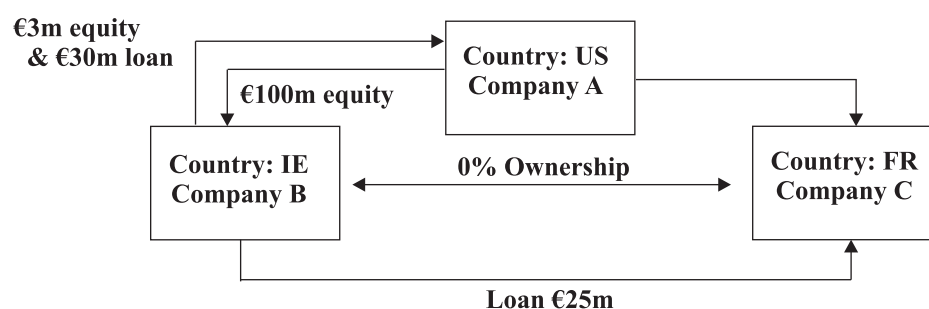 €3m equity
& €30m loan
Country: US
Company A
€100m equity
Country: IE
Company B
0% Ownership
Country: FR
Company C
Loan €25m